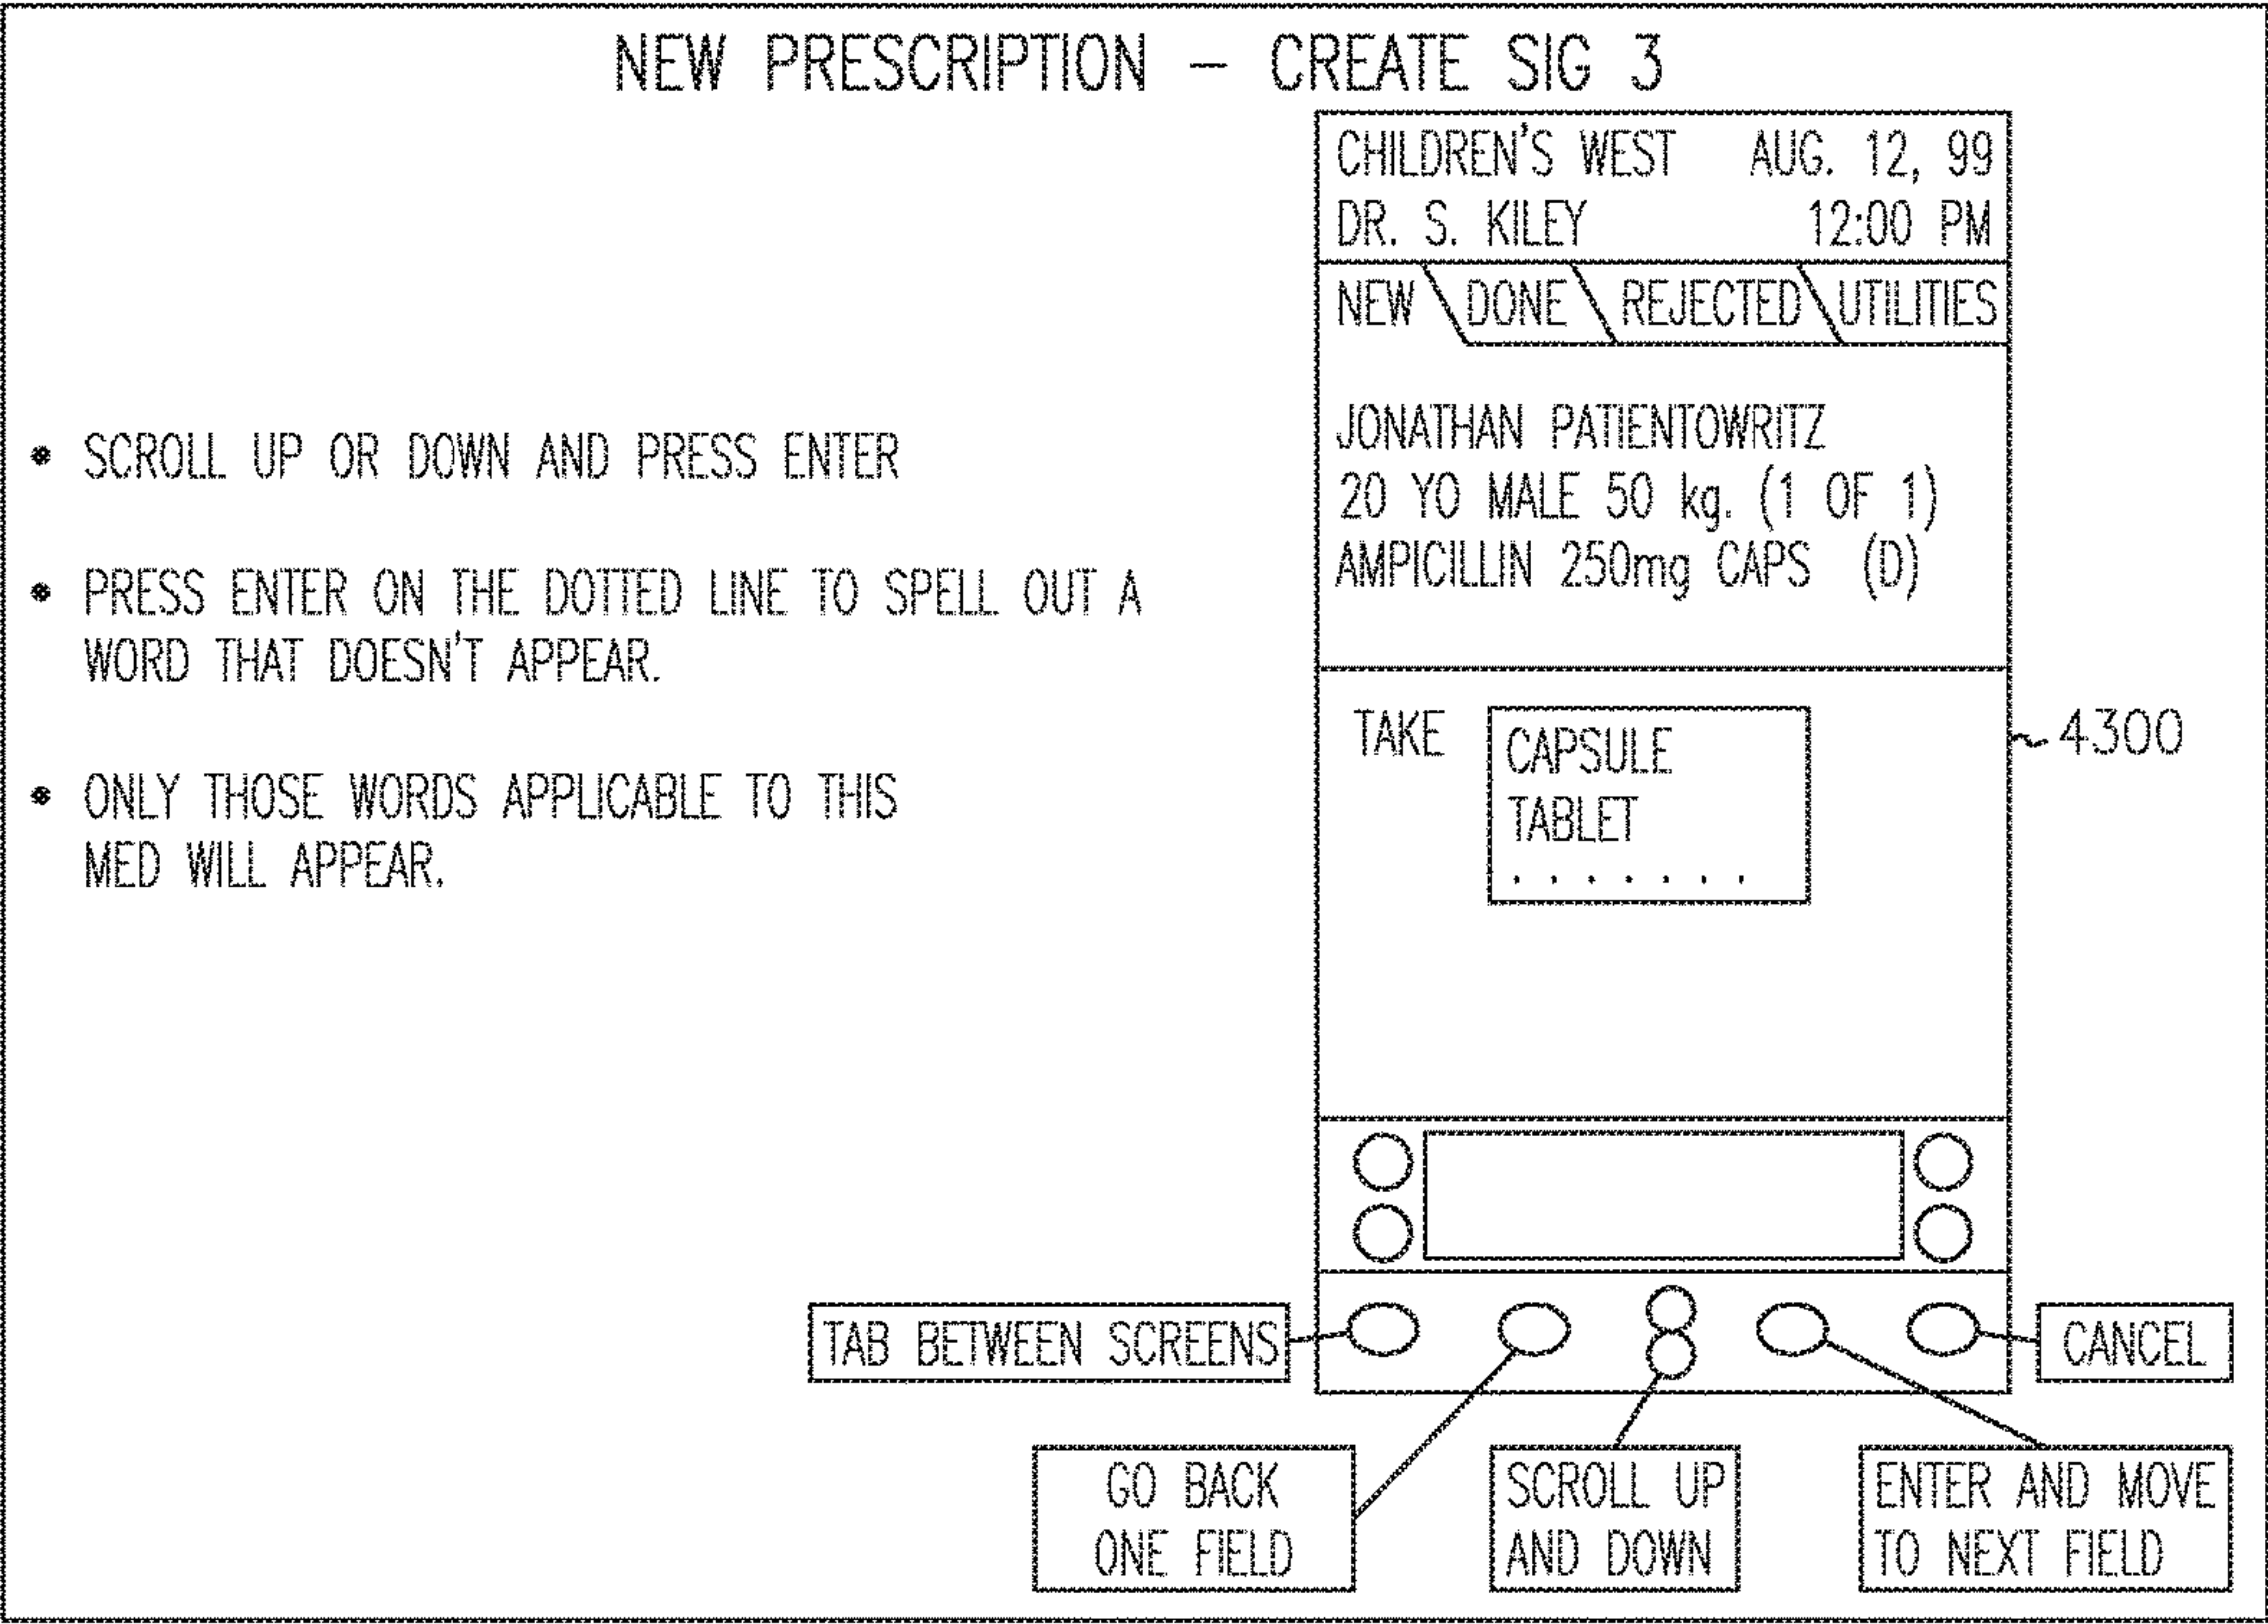 NEW PRESCRIPTION – CREATE SIG 3
CHILDREN'S WEST AUG. 12, 99
DR. S. KILEY 12:00 PM
NEW DONE REJECTED UTILITIES
JONATHAN PATIENTOWRITZ
20 YO MALE 50 kg. (1 OF 1)
AMPICILLIN 250mg CAPS (D)
• SCROLL UP OR DOWN AND PRESS ENTER
• PRESS ENTER ON THE DOTTED LINE TO SPELL OUT A
WORD THAT DOESN'T APPEAR.
• ONLY THOSE WORDS APPLICABLE TO THIS
MED WILL APPEAR.
TAKE CAPSULE
TABLET
. . . . . . .
4300
TAB BETWEEN SCREENS
CANCEL
GO BACK
ONE FIELD
SCROLL UP
AND DOWN
ENTER AND MOVE
TO NEXT FIELD